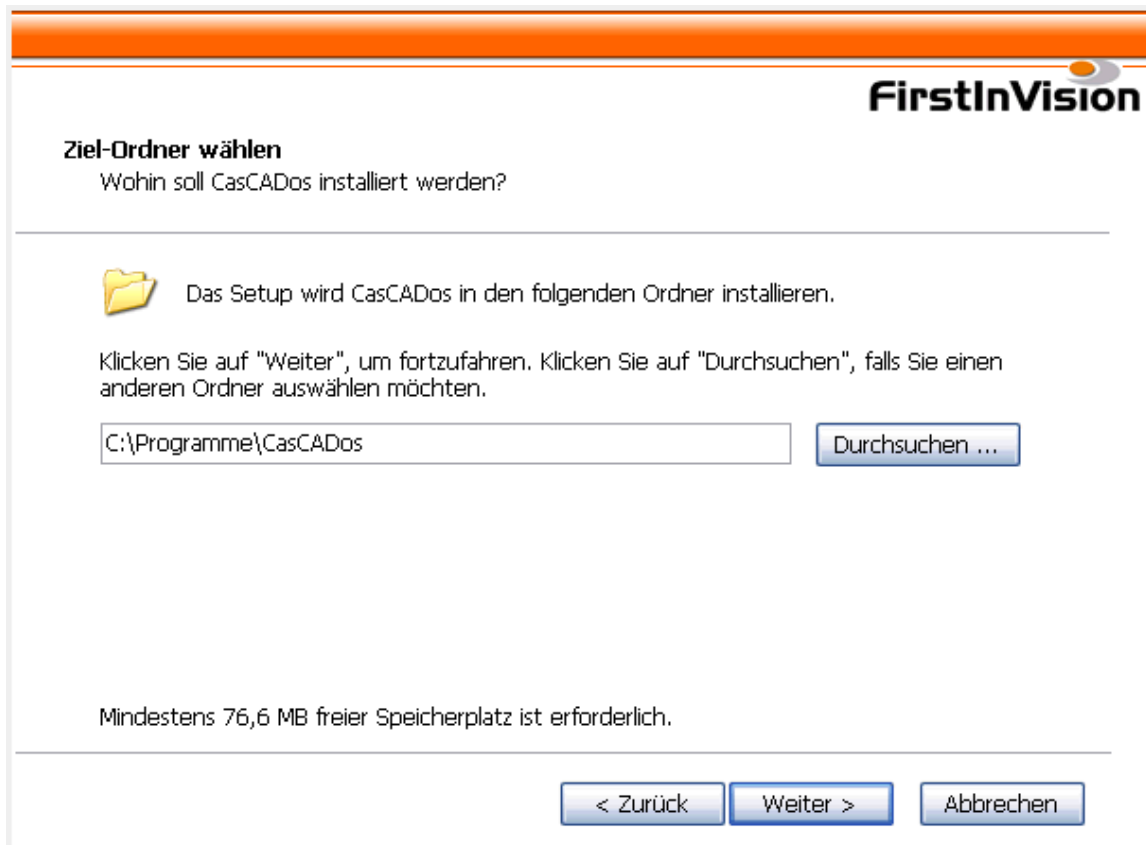 FirstInVision
Ziel-Ordner wählen
Wohin soll CasCADos installiert werden?
Das Setup wird CasCADos in den folgenden Ordner installieren.
Klicken Sie auf "Weiter", um fortzufahren. Klicken Sie auf "Durchsuchen", falls Sie einen
anderen Ordner auswählen möchten.
C:\Programme\CasCADos
Durchsuchen ...
Mindestens 76,6 MB freier Speicherplatz ist erforderlich.
< Zurück
Weiter >
Abbrechen